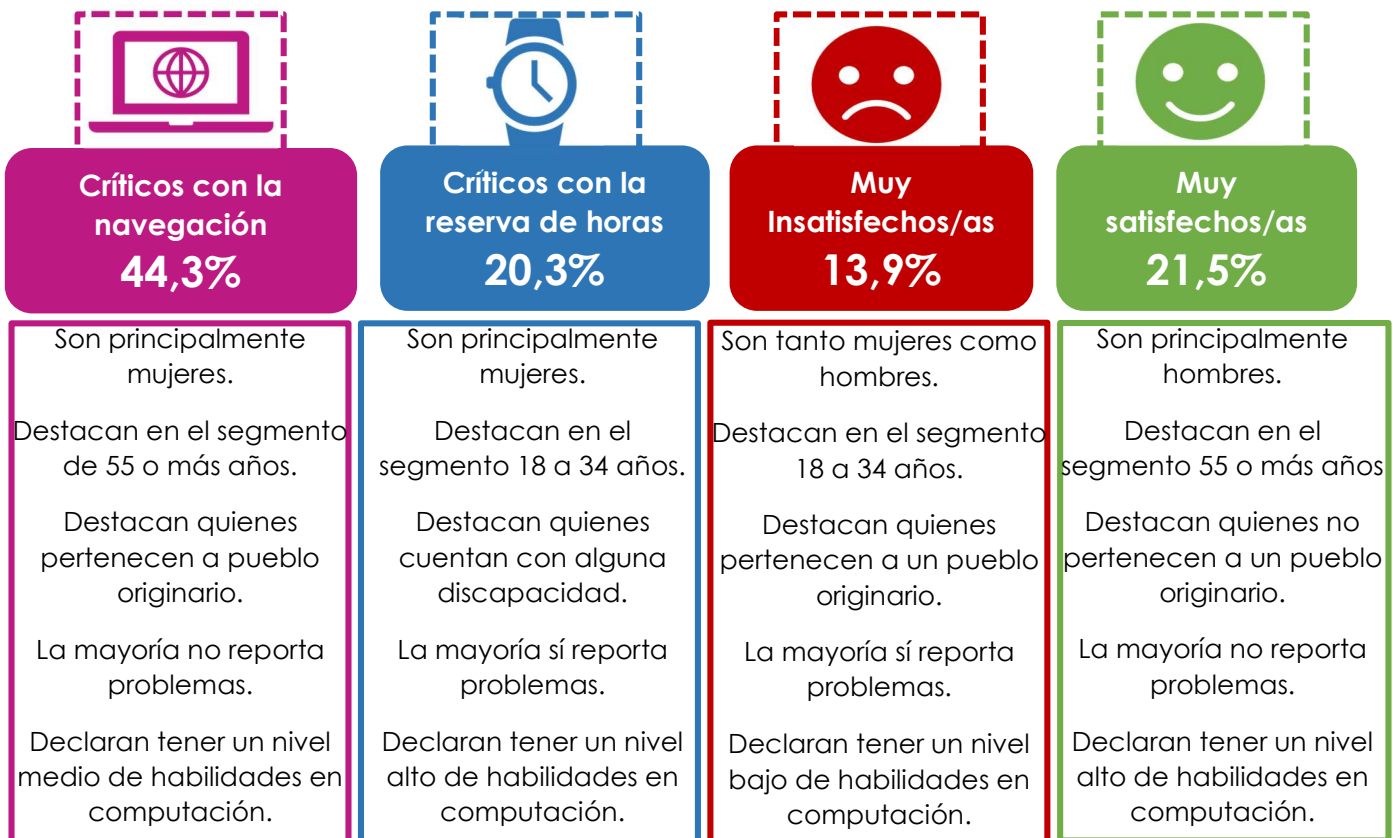 Críticos con la
navegación
44,3%
Críticos con la
reserva de horas
20,3%
Muy
Insatisfechos/as
13,9%
Muy
satisfechos/as
21,5%
Son principalmente
mujeres.
Destacan en el segmento
de 55 o más años.
Destacan quienes
pertenecen a pueblo
originario.
La mayoría no reporta
problemas.
Declaran tener un nivel
medio de habilidades en
computación.
Son principalmente
mujeres.
Destacan en el
segmento 18 a 34 años.
Destacan quienes
cuentan con alguna
discapacidad.
La mayoría sí reporta
problemas.
Declaran tener un nivel
alto de habilidades en
computación.
Son tanto mujeres como
hombres.
Destacan en el segmento
18 a 34 años.
Destacan quienes
pertenecen a un pueblo
originario.
La mayoría sí reporta
problemas.
Declaran tener un nivel
bajo de habilidades en
computación.
Son principalmente
hombres.
Destacan en el
segmento 55 o más años
Destacan quienes no
pertenecen a un pueblo
originario.
La mayoría no reporta
problemas.
Declaran tener un nivel
alto de habilidades en
computación.